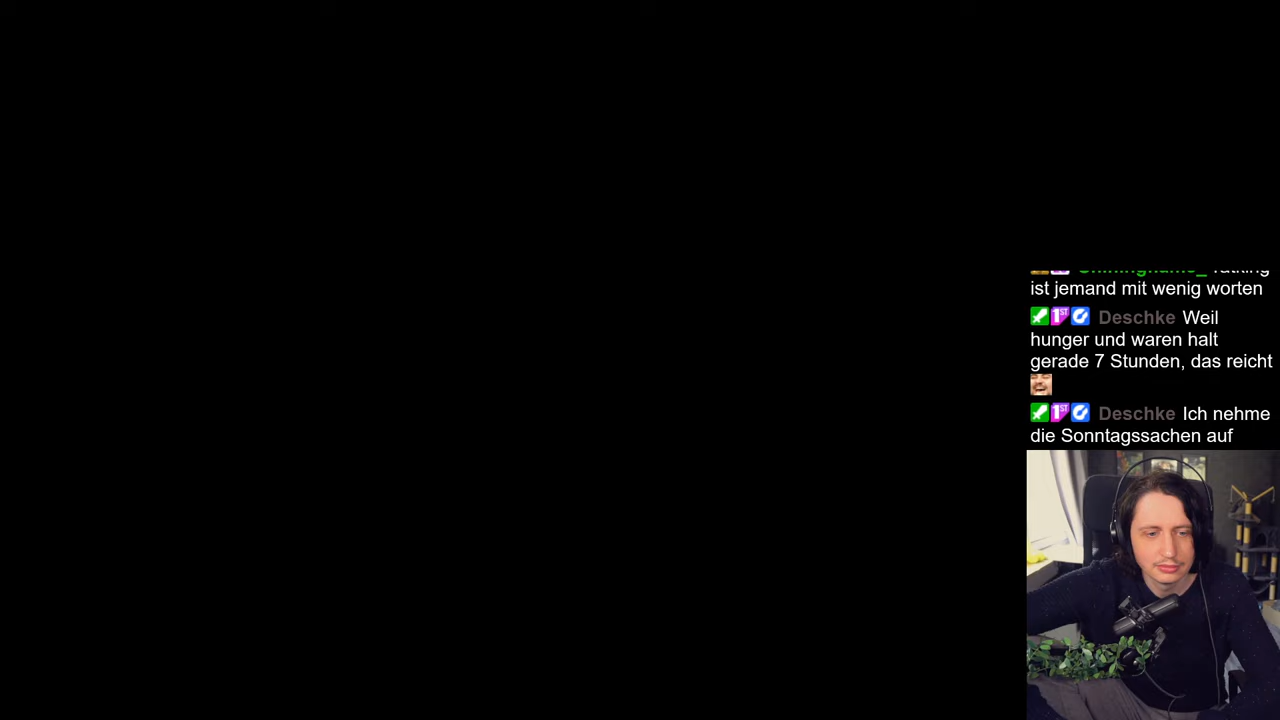 ist jemand mit wenig worten
Deschke Weil
hunger und waren halt
gerade 7 Stunden, das reicht
Deschke Ich nehme
die Sonntagssachen auf